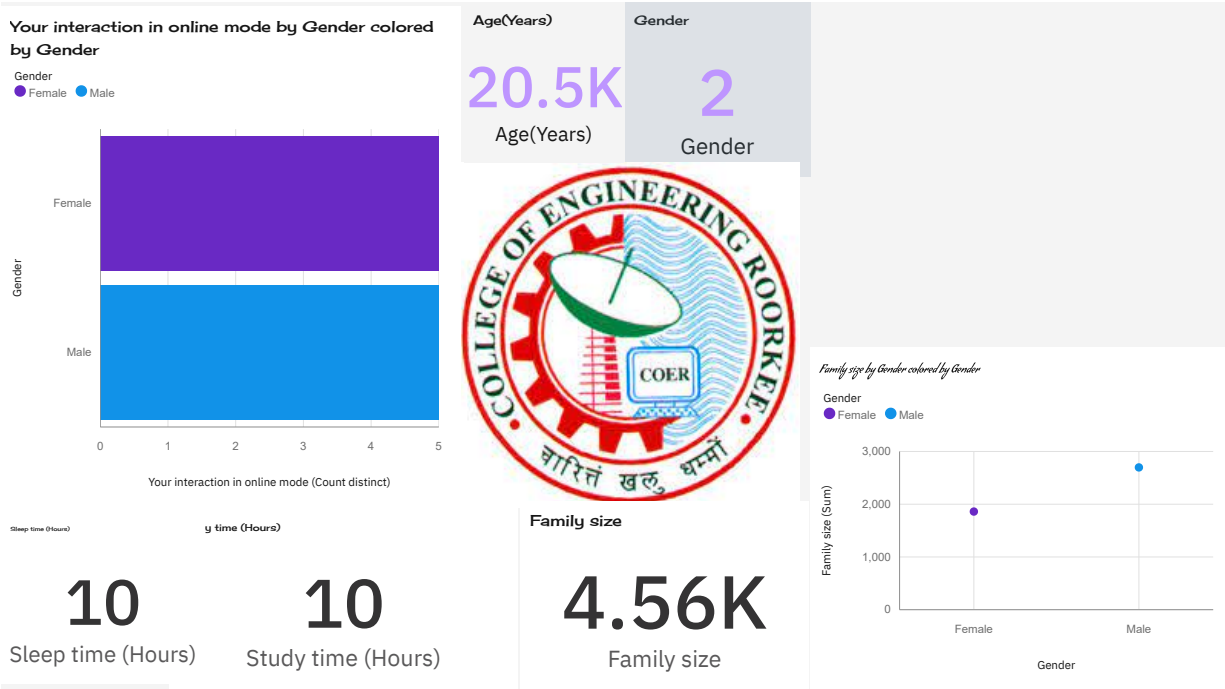 Your interaction in online mode by Gender colored
by Gender
Gender
Female Male
Female
Male
Gender
0 1 2 3 4 5
Your interaction in online mode (Count distinct)
Age(Years)
20.5K
Age(Years)
Gender
2
Gender
COLLEGE OF ENGINEERING ROORKEE
COER
चारित्तं खलु धम्मो
Family size by Gender colored by Gender
Gender
Female Male
3,000
2,000
1,000
0
Family size (Sum)
Female Male
Gender
Sleep time (Hours)
10
Sleep time (Hours)
y time (Hours)
10
Study time (Hours)
Family size
4.56K
Family size